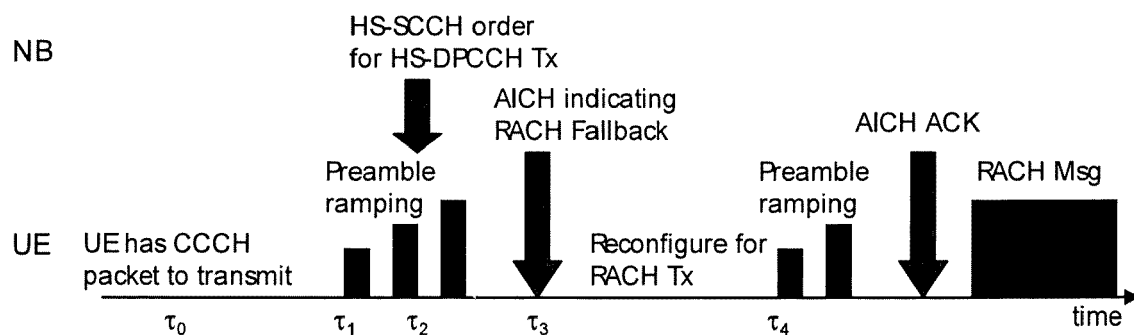 HS-SCCH order
for HS-DPCCH Tx
NB
AICH indicating
RACH Fallback
AICH ACK
Preamble
ramping
Preamble
ramping
RACH Msg
UE
UE has CCCH
packet to transmit
Reconfigure for
RACH Tx
time
τ0
τ1
τ2
τ3
τ4